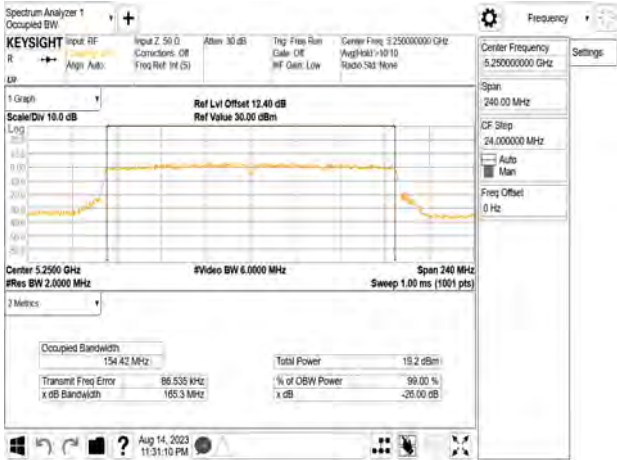 Spectrum Analyzer 1
Occupied BW
+
Frequency
KEYSIGHT
Input: RF
Align: Auto
Input Z: 50 Ω
Corrections: Off
Freq Ref: Int (S)
Atten: 30 dB
Trig: Free Run
Gate: Off
#IF Gain: Low
Center Freq: 5.250000000 GHz
Avg|Hold:>10/10
Radio Std: None
R
Center Frequency
5.250000000 GHz
Settings
Span
240.00 MHz
CF Step
24.000000 MHz
Auto
Man
Freq Offset
0 Hz
1 Graph
Scale/Div 10.0 dB
Ref Lvl Offset 12.40 dB
Ref Value 30.00 dBm
Log
Center 5.2500 GHz
#Res BW 2.0000 MHz
#Video BW 6.0000 MHz
Span 240 MHz
Sweep 1.00 ms (1001 pts)
2 Metrics
Occupied Bandwidth
154.42 MHz
Total Power
19.2 dBm
Transmit Freq Error
86.535 kHz
% of OBW Power
99.00 %
x dB Bandwidth
165.3 MHz
x dB
-26.00 dB
?
Aug 14, 2023
11:31:10 PM